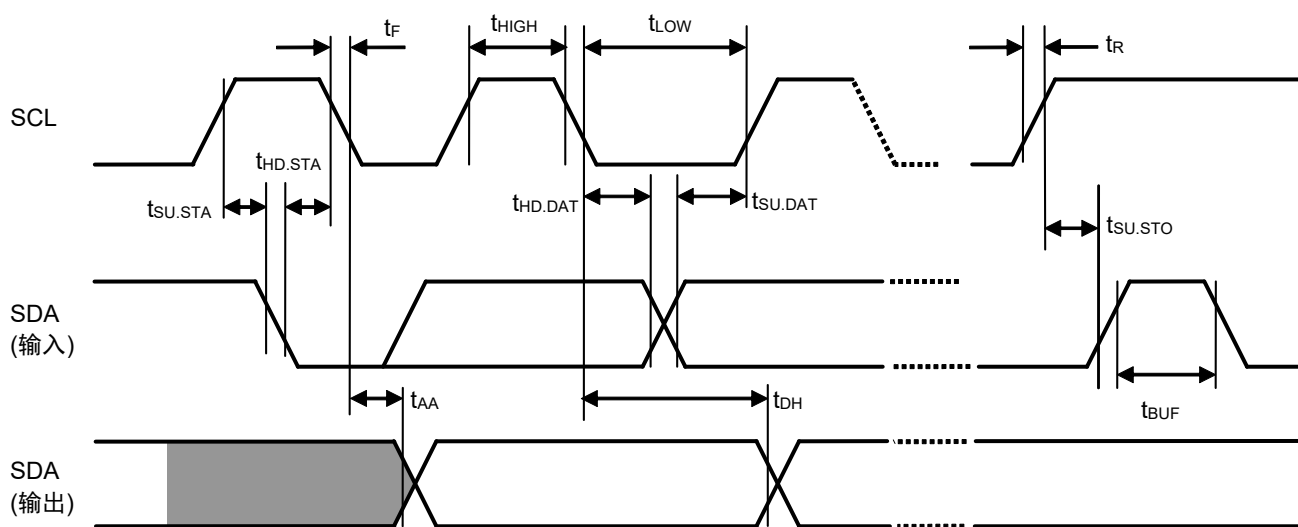 tF
tHIGH
tLOW
tR
SCL
tHD.STA
tSU.STA
tHD.DAT
tSU.DAT
tSU.STO
SDA
(输入)
tAA
tDH
tBUF
SDA
(输出)